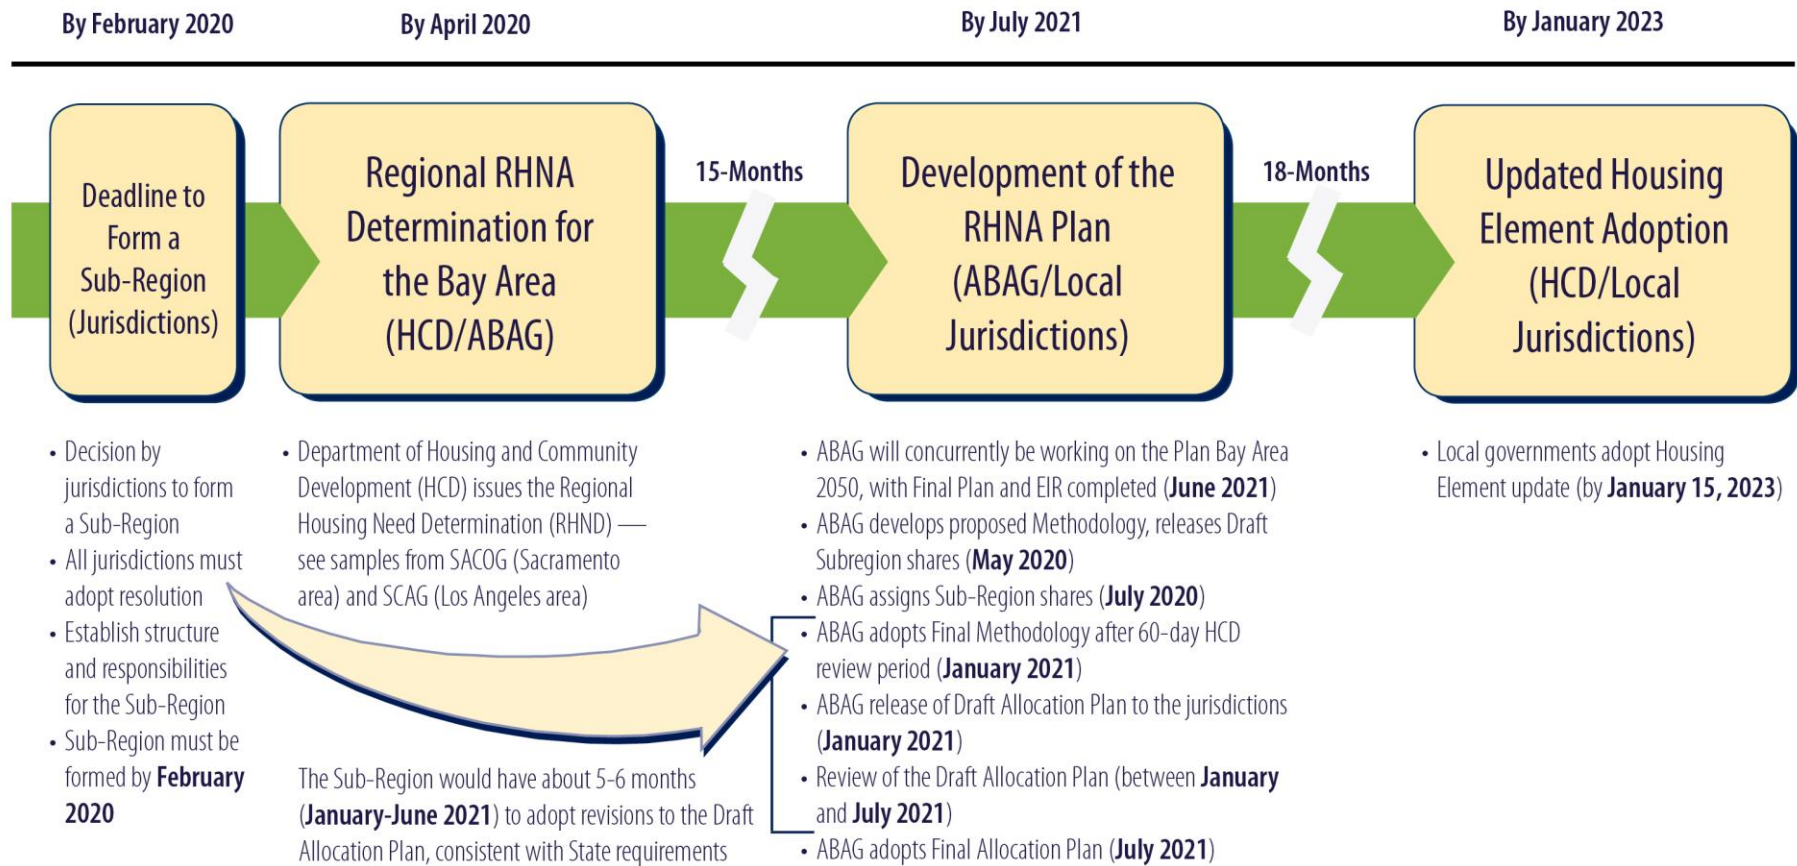 By February 2020
By April 2020
By July 2021
By January 2023
Deadline to
Form a
Sub-Region
(Jurisdictions)
Regional RHNA
Determination for
the Bay Area
(HCD/ABAG)
15-Months
Development of the
RHNA Plan
(ABAG/Local
Jurisdictions)
18-Months
Updated Housing
Element Adoption
(HCD/Local
Jurisdictions)
• Decision by
jurisdictions to form
a Sub-Region
• All jurisdictions must
adopt resolution
• Establish structure
and responsibilities
for the Sub-Region
• Sub-Region must be
formed by February
2020
• Department of Housing and Community
Development (HCD) issues the Regional
Housing Need Determination (RHND) —
see samples from SACOG (Sacramento
area) and SCAG (Los Angeles area)
The Sub-Region would have about 5-6 months
(January-June 2021) to adopt revisions to the Draft
Allocation Plan, consistent with State requirements
• ABAG will concurrently be working on the Plan Bay Area
2050, with Final Plan and EIR completed (June 2021)
• ABAG develops proposed Methodology, releases Draft
Subregion shares (May 2020)
• ABAG assigns Sub-Region shares (July 2020)
• ABAG adopts Final Methodology after 60-day HCD
review period (January 2021)
• ABAG release of Draft Allocation Plan to the jurisdictions
(January 2021)
• Review of the Draft Allocation Plan (between January
and July 2021)
• ABAG adopts Final Allocation Plan (July 2021)
• Local governments adopt Housing
Element update (by January 15, 2023)